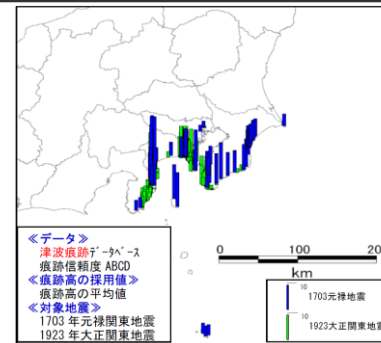 ≪データ≫
津波痕跡データベース
痕跡信頼度 ABCD
≪痕跡高の採用値≫
痕跡高の平均値
≪対象地震≫
1703 年元禄関東地震
1923 年大正関東地震
0 100 20
km
10
1703元禄地震
10
1923大正関東地震